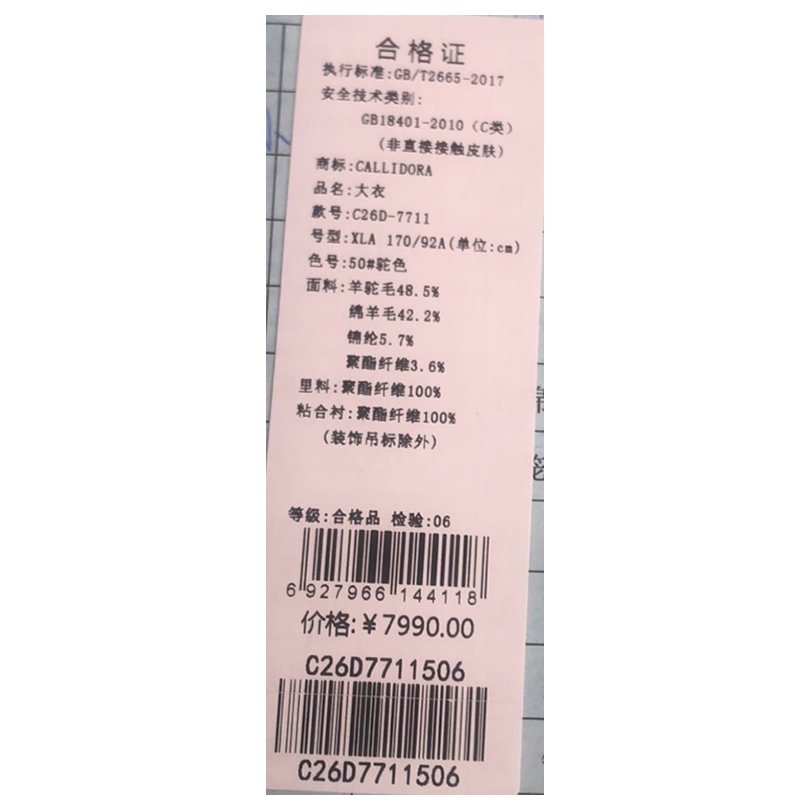 合格证
执行标准:GB/T2665-2017
安全技术类别:
GB18401-2010（C类）
(非直接接触皮肤)
商标:CALLIDORA
品名:大衣
款号:C26D-7711
号型:XLA 170/92A(单位:cm)
色号:50#驼色
面料:羊驼毛48.5%
绵羊毛42.2%
锦纶5.7%
聚酯纤维3.6%
里料:聚酯纤维100%
粘合衬:聚酯纤维100%
(装饰吊标除外)
等级:合格品 检验:06
6 927966 144118
价格:¥7990.00
C26D7711506
C26D7711506